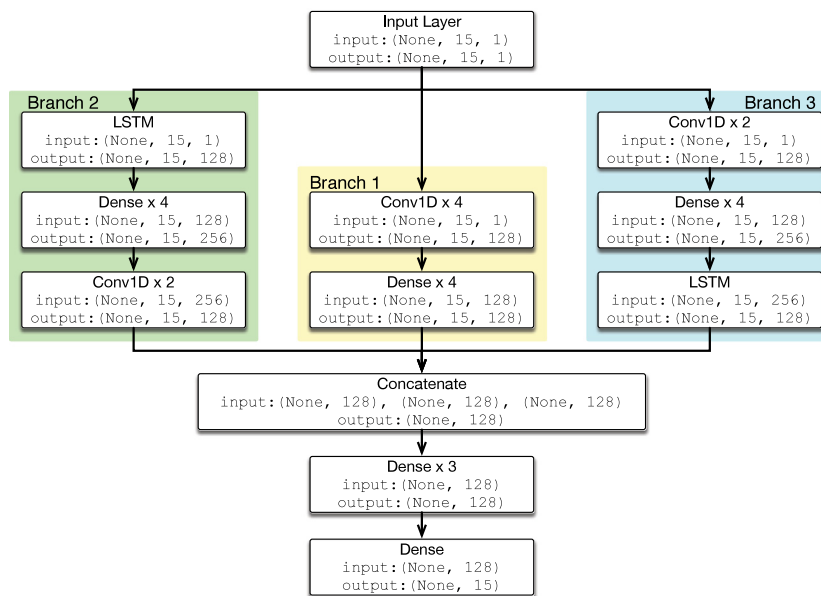 Input Layer
input:(None, 15, 1)
output:(None, 15, 1)
Branch 2
LSTM
input:(None, 15, 1)
output:(None, 15, 128)
Dense x 4
input:(None, 15, 128)
output:(None, 15, 256)
Conv1D x 2
input:(None, 15, 256)
output:(None, 15, 128)
Branch 1
Conv1D x 4
input:(None, 15, 1)
output:(None, 15, 128)
Dense x 4
input:(None, 15, 128)
output:(None, 15, 128)
Branch 3
Conv1D x 2
input:(None, 15, 1)
output:(None, 15, 128)
Dense x 4
input:(None, 15, 128)
output:(None, 15, 256)
LSTM
input:(None, 15, 256)
output:(None, 15, 128)
Concatenate
input:(None, 128), (None, 128), (None, 128)
output:(None, 128)
Dense x 3
input:(None, 128)
output:(None, 128)
Dense
input:(None, 128)
output:(None, 15)